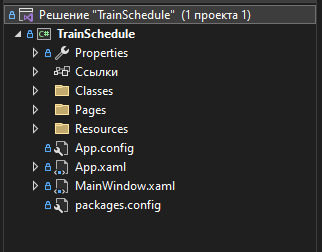 Решение "TrainSchedule" (1 проекта 1)
C# TrainSchedule
Properties
Ссылки
Classes
Pages
Resources
App.config
App.xaml
MainWindow.xaml
packages.config